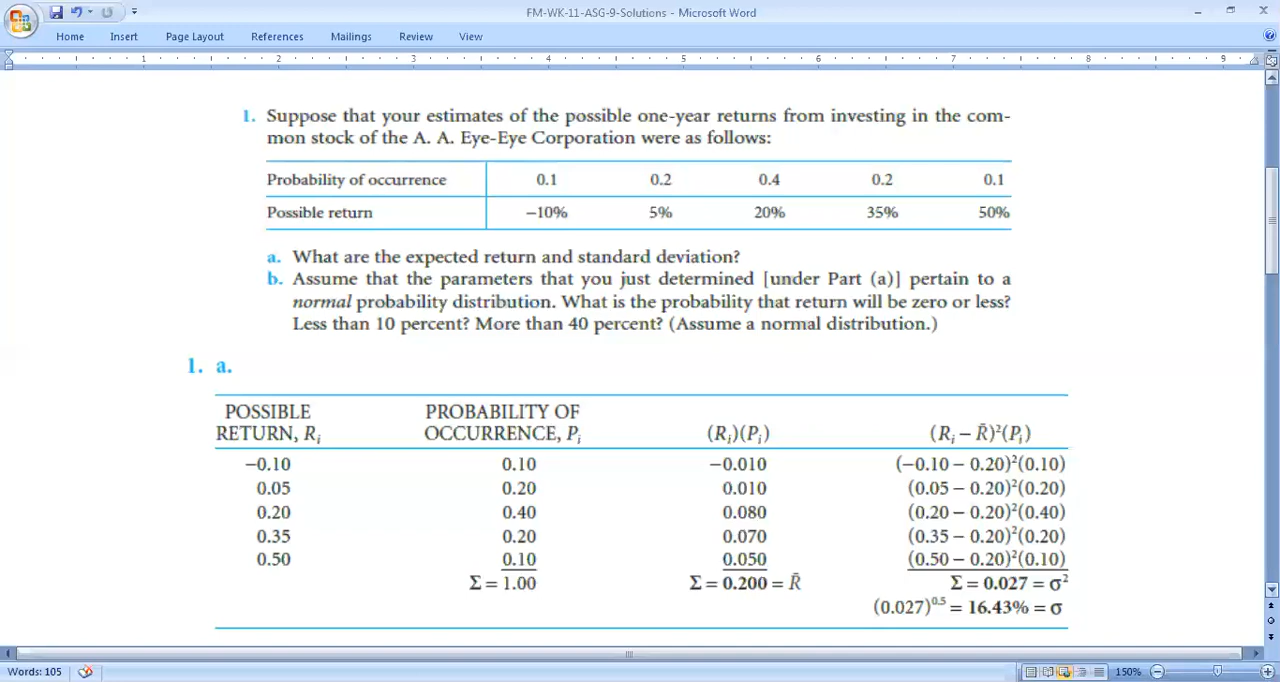 FM-WK-11-ASG-9-Solutions - Microsoft Word
Home Insert Page Layout References Mailings Review View
1 2 3 4 5 6 7 8 9
1. Suppose that your estimates of the possible one-year returns from investing in the com-
mon stock of the A. A. Eye-Eye Corporation were as follows:
Probability of occurrence 0.1 0.2 0.4 0.2 0.1
Possible return −10% 5% 20% 35% 50%
a. What are the expected return and standard deviation?
b. Assume that the parameters that you just determined [under Part (a)] pertain to a
normal probability distribution. What is the probability that return will be zero or less?
Less than 10 percent? More than 40 percent? (Assume a normal distribution.)
1. a.
POSSIBLE PROBABILITY OF
RETURN, Rᵢ OCCURRENCE, Pᵢ (Rᵢ)(Pᵢ) (Rᵢ − R̄)²(Pᵢ)
−0.10 0.10 −0.010 (−0.10 − 0.20)²(0.10)
0.05 0.20 0.010 (0.05 − 0.20)²(0.20)
0.20 0.40 0.080 (0.20 − 0.20)²(0.40)
0.35 0.20 0.070 (0.35 − 0.20)²(0.20)
0.50 0.10 0.050 (0.50 − 0.20)²(0.10)
Σ = 1.00 Σ = 0.200 = R̄ Σ = 0.027 = σ²
(0.027)⁰·⁵ = 16.43% = σ
Words: 105 150%